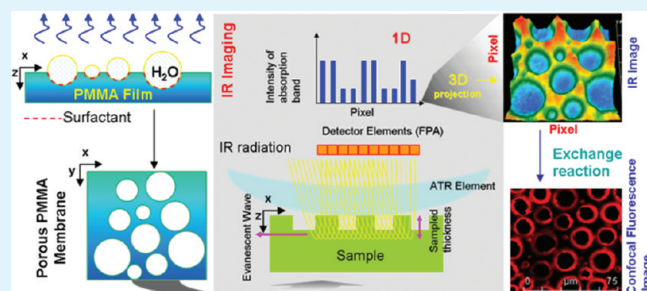 x
z
H₂O
PMMA Film
Surfactant
x
y
Porous PMMA
Membrane
IR Imaging
1D
Intensity of
absorption
band
Pixel
Detector Elements (FPA)
IR radiation
ATR Element
x
z
Evanescent Wave
Sampled
thickness
Sample
3D
projection
Pixel
Pixel
IR Image
Exchange
reaction
0 µm 75
Confocal Fluorescence
Image